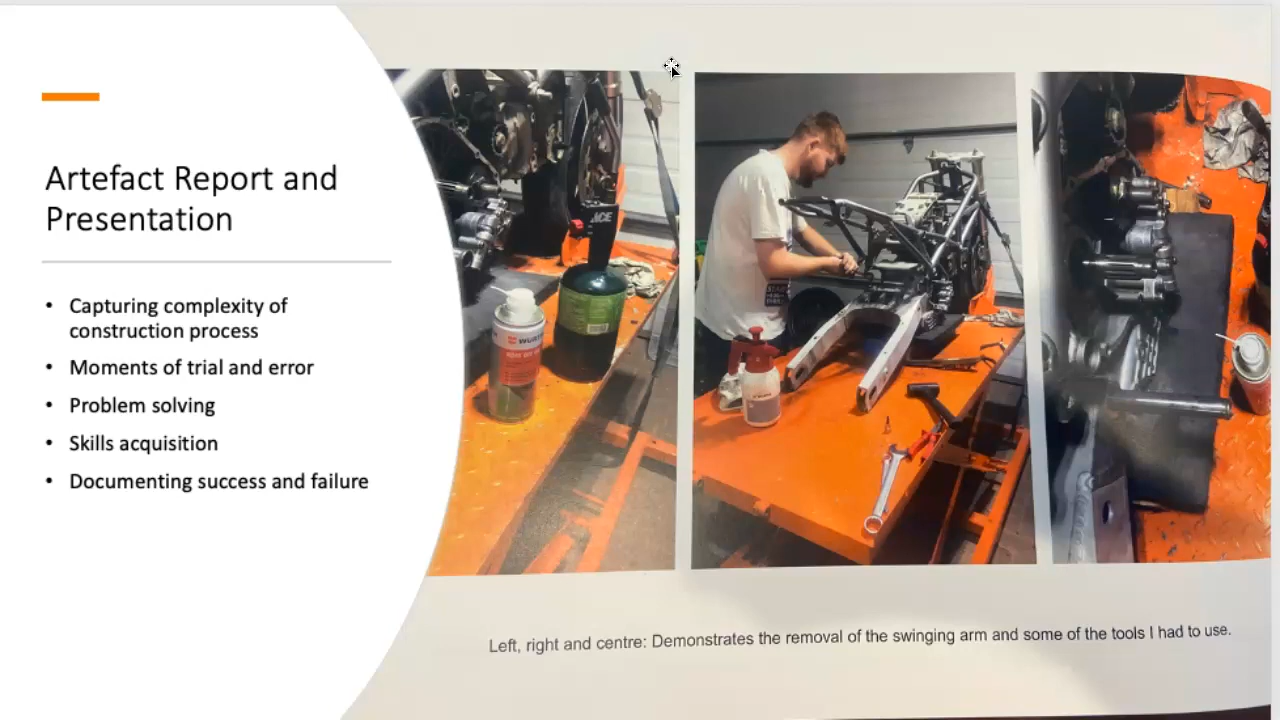 Artefact Report and
Presentation
• Capturing complexity of
construction process
• Moments of trial and error
• Problem solving
• Skills acquisition
• Documenting success and failure
ACE
Left, right and centre: Demonstrates the removal of the swinging arm and some of the tools I had to use.